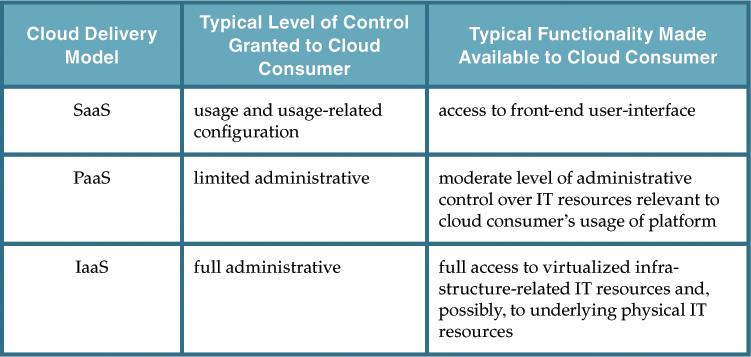 Cloud Delivery
Model
Typical Level of Control
Granted to Cloud
Consumer
Typical Functionality Made
Available to Cloud Consumer
SaaS
usage and usage-related
configuration
access to front-end user-interface
PaaS
limited administrative
moderate level of administrative
control over IT resources relevant to
cloud consumer’s usage of platform
IaaS
full administrative
full access to virtualized infra-
structure-related IT resources and,
possibly, to underlying physical IT
resources